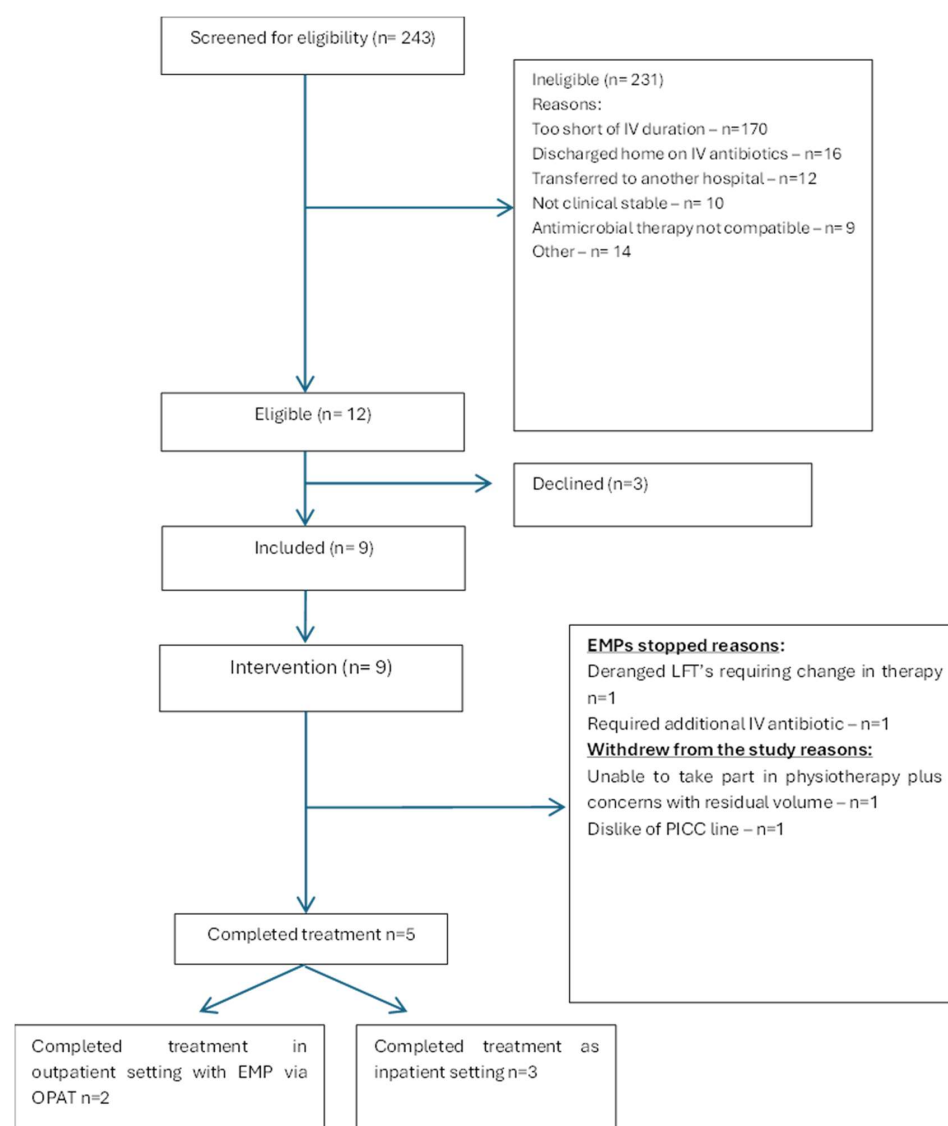 Screened for eligibility (n= 243)
Ineligible (n= 231)
Reasons:
Too short of IV duration – n=170
Discharged home on IV antibiotics – n=16
Transferred to another hospital – n=12
Not clinical stable – n= 10
Antimicrobial therapy not compatible – n= 9
Other – n= 14
Eligible (n= 12)
Declined (n=3)
Included (n= 9)
Intervention (n= 9)
EMPs stopped reasons:
Deranged LFT's requiring change in therapy
n=1
Required additional IV antibiotic – n=1
Withdrew from the study reasons:
Unable to take part in physiotherapy plus
concerns with residual volume – n=1
Dislike of PICC line – n=1
Completed treatment n=5
Completed treatment in
outpatient setting with EMP via
OPAT n=2
Completed treatment as
inpatient setting n=3